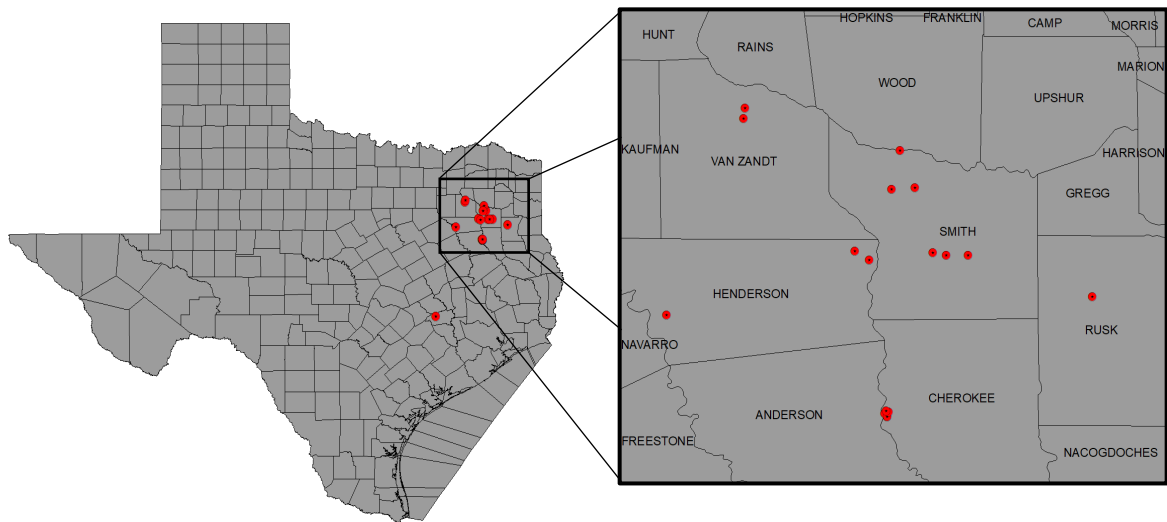 HOPKINS
FRANKLIN
CAMP
MORRIS
HUNT
RAINS
MARION
WOOD
UPSHUR
KAUFMAN
VAN ZANDT
HARRISON
GREGG
SMITH
HENDERSON
RUSK
NAVARRO
CHEROKEE
ANDERSON
FREESTONE
NACOGDOCHES